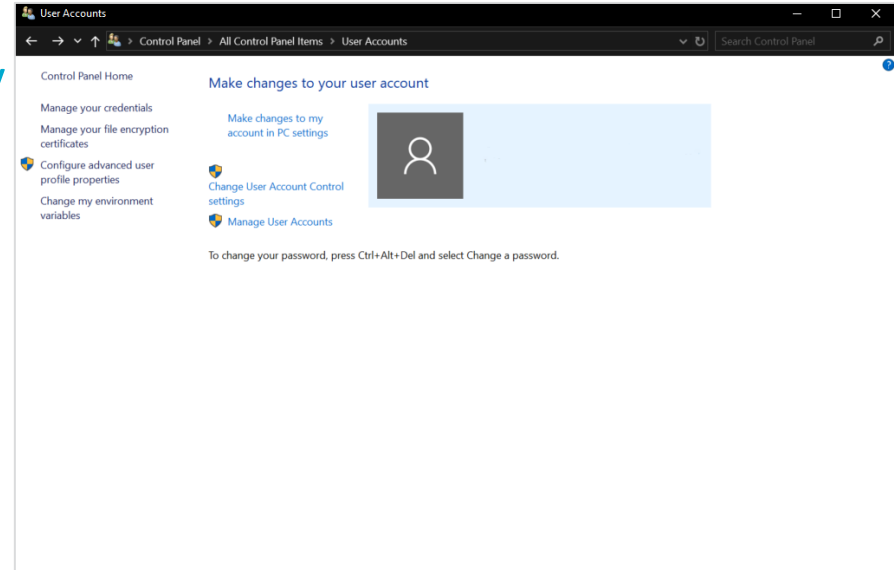 User Accounts
Control Panel > All Control Panel Items > User Accounts
Search Control Panel
Control Panel Home
Manage your credentials
Manage your file encryption
certificates
Configure advanced user
profile properties
Change my environment
variables
Make changes to your user account
Make changes to my
account in PC settings
Change User Account Control
settings
Manage User Accounts
To change your password, press Ctrl+Alt+Del and select Change a password.